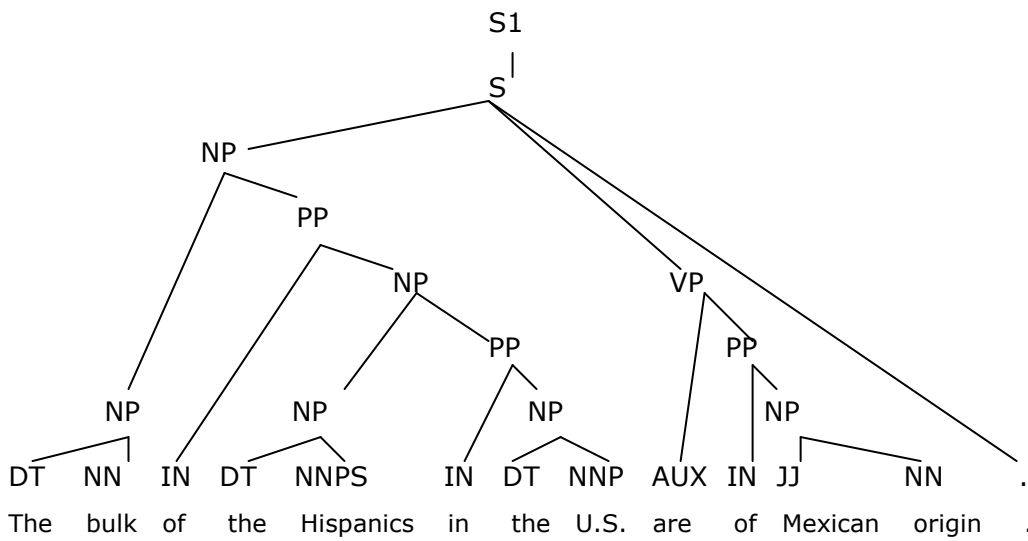 S1
S
NP
PP
NP VP
PP PP
NP NP NP NP
DT NN IN DT NNPS IN DT NNP AUX IN JJ NN .
The bulk of the Hispanics in the U.S. are of Mexican origin .